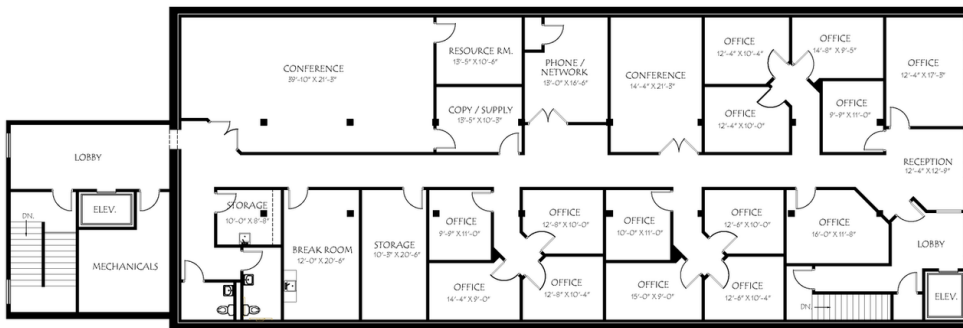 CONFERENCE
39'-10" X 21'-3"
RESOURCE RM.
13'-5" X 10'-6"
COPY / SUPPLY
13'-5" X 10'-3"
PHONE /
NETWORK
13'-0" X 16'-6"
CONFERENCE
14'-4" X 21'-3"
OFFICE
12'-4" X 10'-4"
OFFICE
14'-8" X 9'-5"
OFFICE
12'-4" X 17'-3"
OFFICE
12'-4" X 10'-0"
OFFICE
9'-9" X 11'-0"
RECEPTION
12'-4" X 12'-9"
LOBBY
ELEV.
DN.
MECHANICALS
STORAGE
10'-0" X 8'-8"
BREAK ROOM
12'-0" X 20'-6"
STORAGE
10'-3" X 20'-6"
OFFICE
9'-9" X 11'-0"
OFFICE
12'-8" X 10'-0"
OFFICE
10'-0" X 11'-0"
OFFICE
12'-6" X 10'-0"
OFFICE
16'-0" X 11'-8"
LOBBY
OFFICE
14'-4" X 9'-0"
OFFICE
12'-8" X 10'-4"
OFFICE
15'-0" X 9'-0"
OFFICE
12'-6" X 10'-4"
DN.
ELEV.